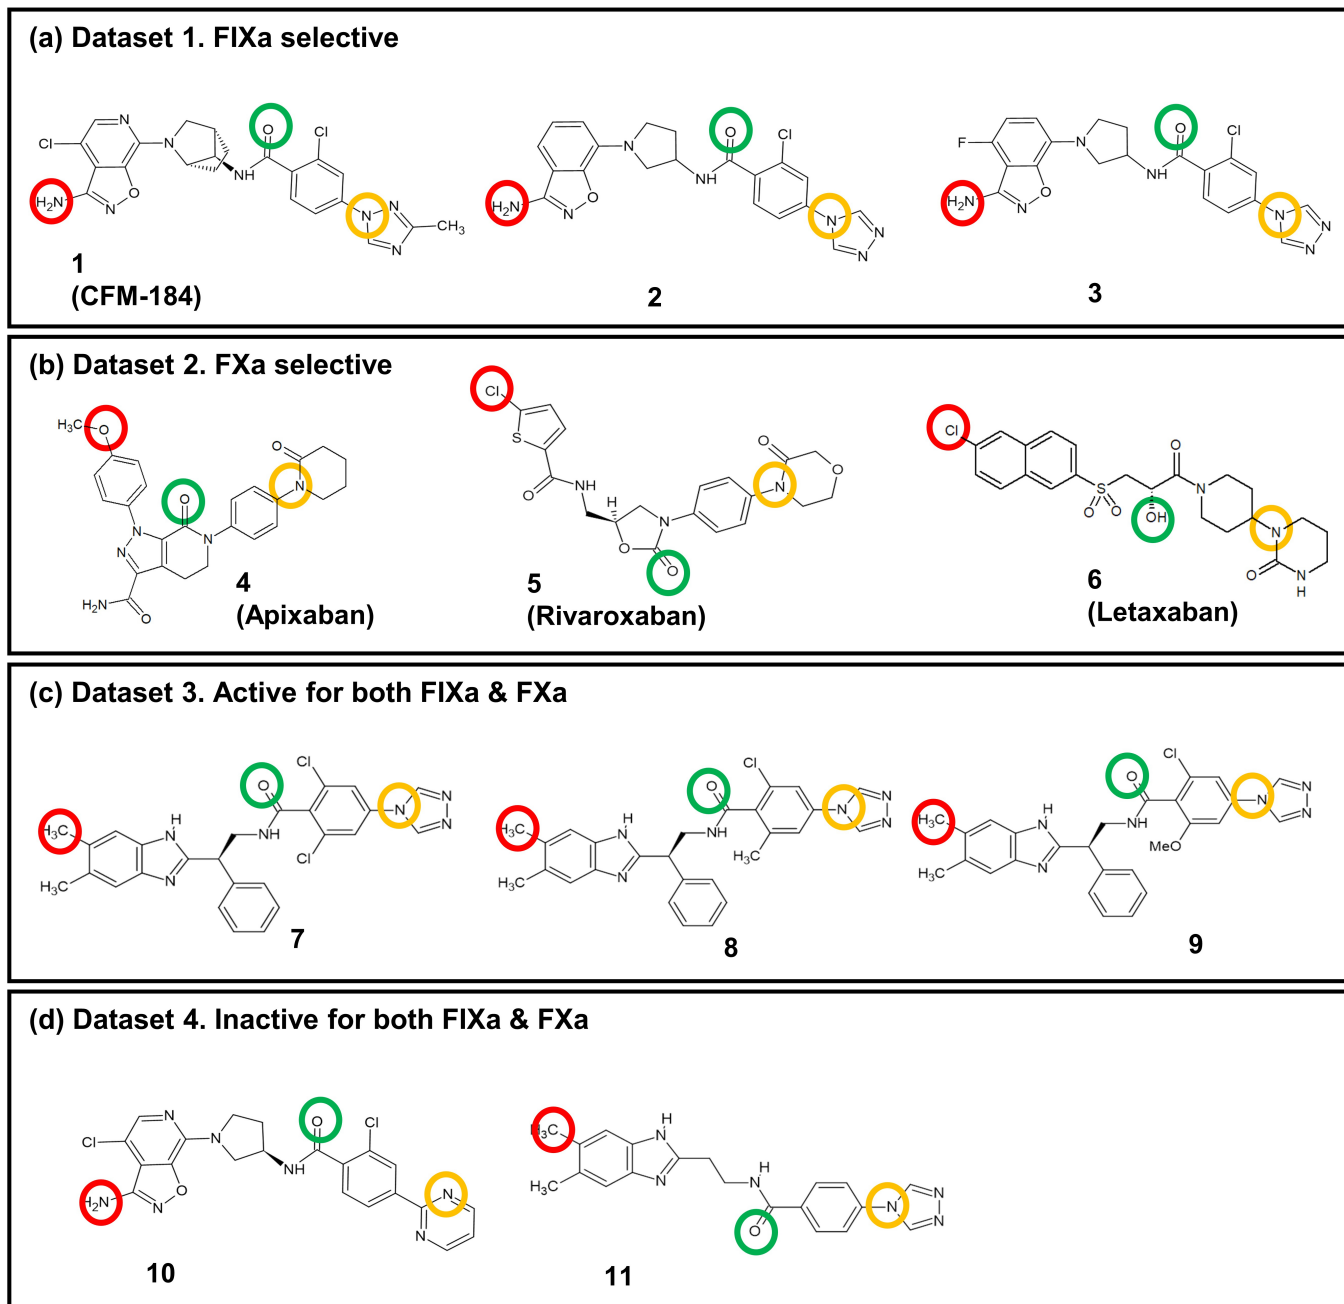 (a) Dataset 1. FIXa selective
Cl
N
N
O
Cl
NH
H₂N
N
O
N
N
N
CH₃
1
(CFM-184)
N
O
Cl
NH
H₂N
N
O
N
N
N
2
F
N
O
Cl
NH
H₂N
N
O
N
N
N
3
(b) Dataset 2. FXa selective
H₃C
O
O
N
O
N
N
N
H₂N
O
4
(Apixaban)
Cl
S
O
NH
H
N
O
O
O
N
O
5
(Rivaroxaban)
Cl
S
O
O
O
OH
N
N
O
N
H
6
(Letaxaban)
(c) Dataset 3. Active for both FIXa & FXa
H₃C
H₃C
H
N
N
NH
O
Cl
Cl
N
N
N
7
H₃C
H₃C
H
N
N
NH
O
Cl
H₃C
N
N
N
8
H₃C
H₃C
H
N
N
NH
O
Cl
MeO
N
N
N
9
(d) Dataset 4. Inactive for both FIXa & FXa
Cl
N
N
O
Cl
NH
H₂N
N
O
N
N
10
H₃C
H₃C
H
N
N
H
N
O
N
N
N
11